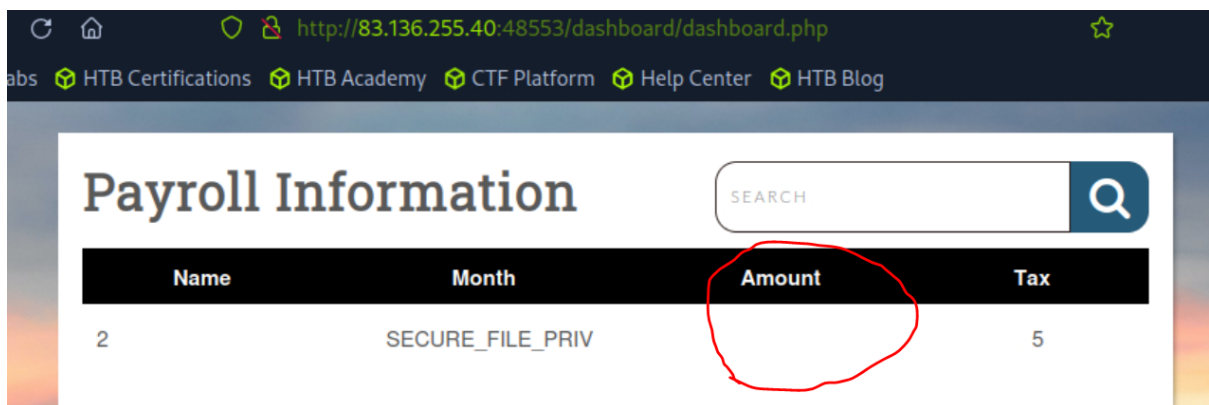 http://83.136.255.40:48553/dashboard/dashboard.php
abs HTB Certifications HTB Academy CTF Platform Help Center HTB Blog
Payroll Information
SEARCH
Name Month Amount Tax
2 SECURE_FILE_PRIV 5